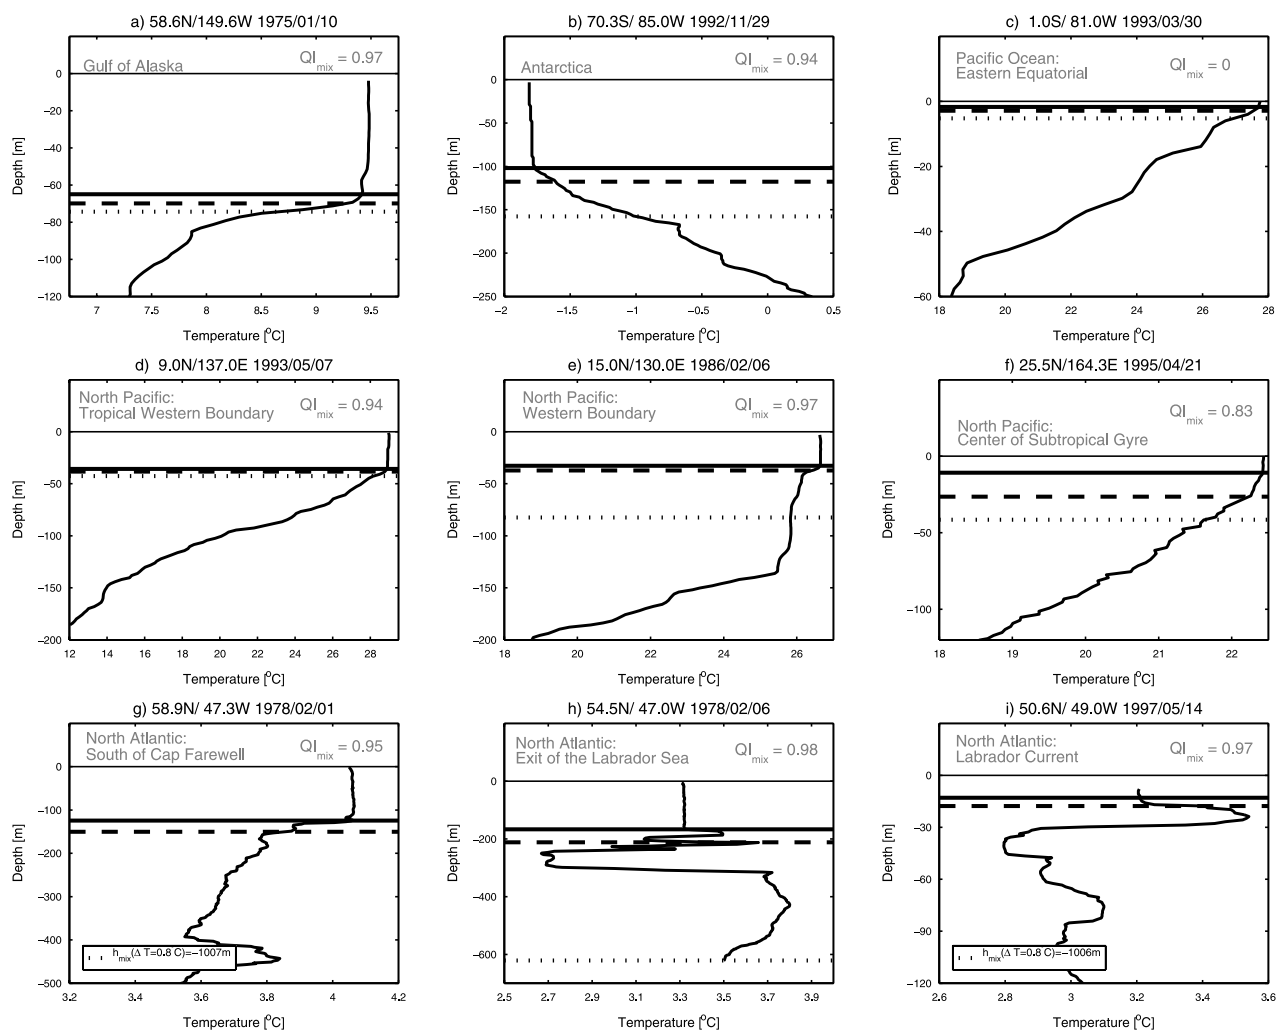 a) 58.6N/149.6W 1975/01/10
Gulf of Alaska
QI_mix = 0.97
0
−20
−40
−60
−80
−100
−120
Depth [m]
7
7.5
8
8.5
9
9.5
Temperature [°C]
b) 70.3S/ 85.0W 1992/11/29
Antarctica
QI_mix = 0.94
0
−50
−100
−150
−200
−250
Depth [m]
−2
−1.5
−1
−0.5
0
0.5
Temperature [°C]
c) 1.0S/ 81.0W 1993/03/30
Pacific Ocean:
Eastern Equatorial
QI_mix = 0
0
−20
−40
−60
Depth [m]
18
20
22
24
26
28
Temperature [°C]
d) 9.0N/137.0E 1993/05/07
North Pacific:
Tropical Western Boundary
QI_mix = 0.94
0
−50
−100
−150
−200
Depth [m]
12
14
16
18
20
22
24
26
28
Temperature [°C]
e) 15.0N/130.0E 1986/02/06
North Pacific:
Western Boundary
QI_mix = 0.97
0
−50
−100
−150
−200
Depth [m]
18
20
22
24
26
Temperature [°C]
f) 25.5N/164.3E 1995/04/21
QI_mix = 0.83
North Pacific:
Center of Subtropical Gyre
0
−50
−100
Depth [m]
18
19
20
21
22
Temperature [°C]
g) 58.9N/ 47.3W 1978/02/01
North Atlantic:
South of Cap Farewell
QI_mix = 0.95
0
−100
−200
−300
−400
−500
Depth [m]
h_mix(Δ T=0.8 C)=−1007m
3.2
3.4
3.6
3.8
4
4.2
Temperature [°C]
h) 54.5N/ 47.0W 1978/02/06
North Atlantic:
Exit of the Labrador Sea
QI_mix = 0.98
0
−200
−400
−600
Depth [m]
2.5
2.7
2.9
3.1
3.3
3.5
3.7
3.9
Temperature [°C]
i) 50.6N/ 49.0W 1997/05/14
North Atlantic:
Labrador Current
QI_mix = 0.97
0
−30
−60
−90
−120
Depth [m]
h_mix(Δ T=0.8 C)=−1006m
2.6
2.8
3
3.2
3.4
3.6
Temperature [°C]